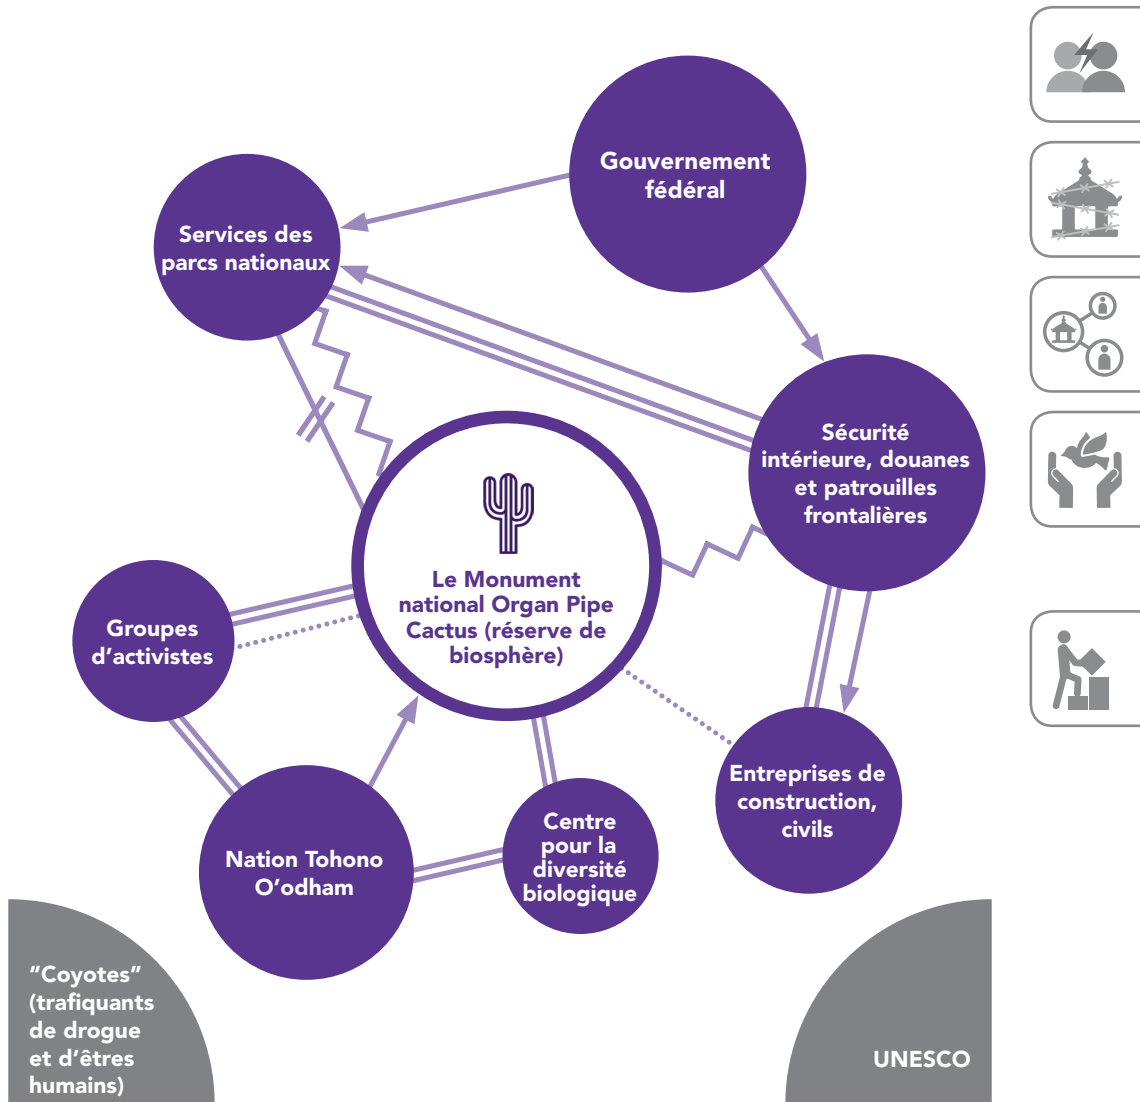 Gouvernement
fédéral
Services des
parcs nationaux
Sécurité
intérieure, douanes
et patrouilles
frontalières
Le Monument
national Organ Pipe
Cactus (réserve de
biosphère)
Groupes
d’activistes
Entreprises de
construction,
civils
Centre
pour la
diversité
biologique
Nation Tohono
O’odham
“Coyotes”
(trafiquants
de drogue
et d’êtres
humains)
UNESCO